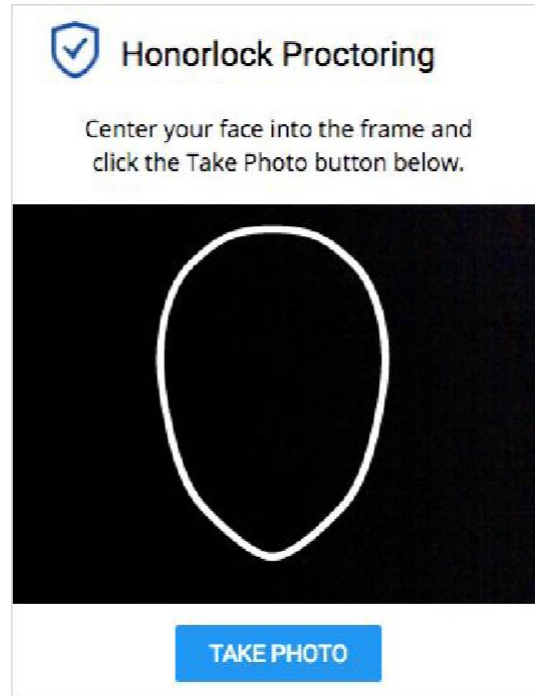 Honorlock Proctoring
Center your face into the frame and
click the Take Photo button below.
TAKE PHOTO